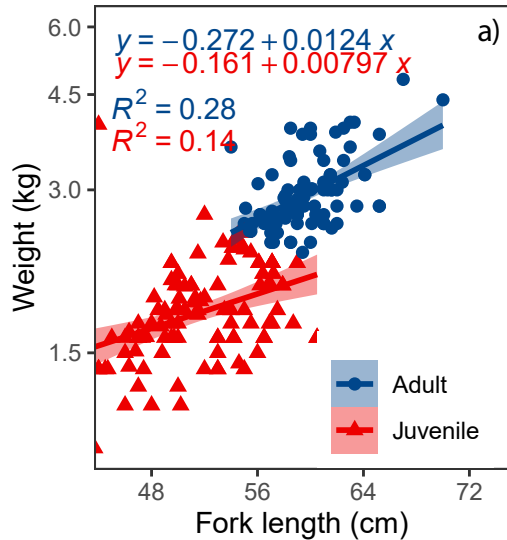 a)
y = −0.272 + 0.0124 x
y = −0.161 + 0.00797 x
R² = 0.28
R² = 0.14
6.0
4.5
3.0
1.5
Weight (kg)
Adult
Juvenile
48 56 64 72
Fork length (cm)